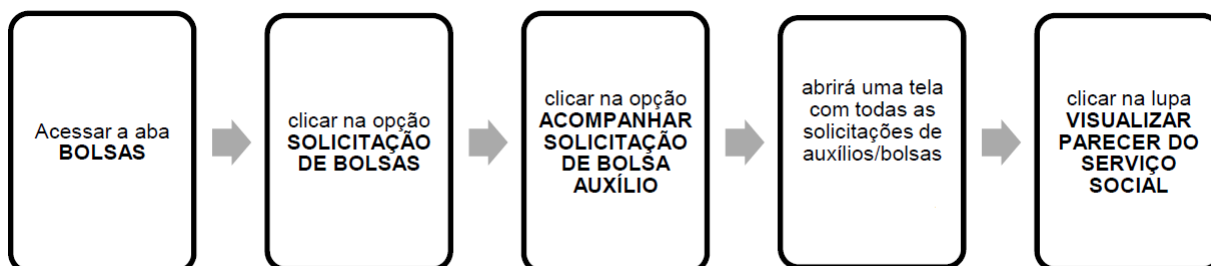 Acessar a aba
BOLSAS
clicar na opção
SOLICITAÇÃO
DE BOLSAS
clicar na opção
ACOMPANHAR
SOLICITAÇÃO
DE BOLSA
AUXÍLIO
abrirá uma tela
com todas as
solicitações de
auxílios/bolsas
clicar na lupa
VISUALIZAR
PARECER DO
SERVIÇO
SOCIAL